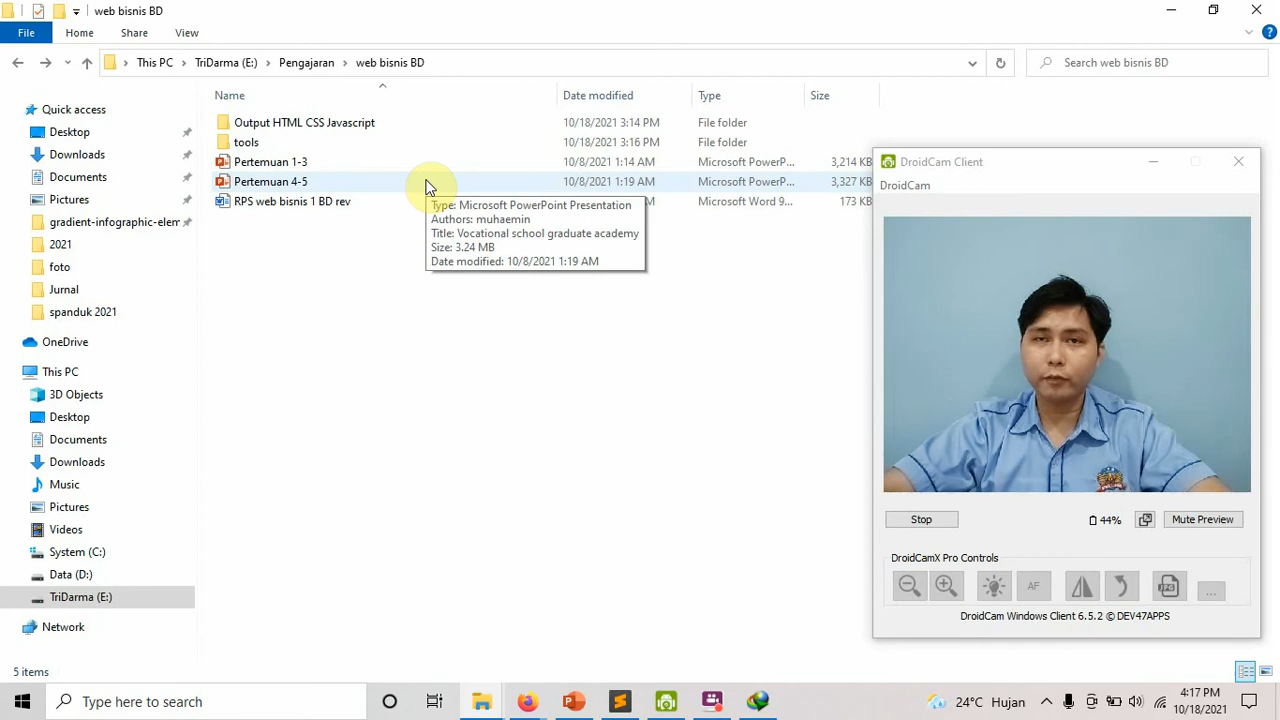 web bisnis BD
File Home Share View
This PC TriDarma (E:) Pengajaran web bisnis BD
Search web bisnis BD
Name Date modified Type Size
Quick access
Desktop
Downloads
Documents
Pictures
gradient-infographic-elem
2021
foto
Jurnal
spanduk 2021
OneDrive
This PC
3D Objects
Desktop
Documents
Downloads
Music
Pictures
Videos
System (C:)
Data (D:)
TriDarma (E:)
Network
Output HTML CSS Javascript 10/18/2021 3:14 PM File folder
tools 10/18/2021 3:16 PM File folder
Pertemuan 1-3 10/8/2021 1:14 AM Microsoft PowerP... 3,214 KB
Pertemuan 4-5 10/8/2021 1:19 AM Microsoft PowerP... 3,327 KB
RPS web bisnis 1 BD rev M Microsoft Word 9... 173 KB
Type: Microsoft PowerPoint Presentation
Authors: muhaemin
Title: Vocational school graduate academy
Size: 3.24 MB
Date modified: 10/8/2021 1:19 AM
DroidCam Client
DroidCam
Stop 44% Mute Preview
DroidCamX Pro Controls
AF JPG ...
DroidCam Windows Client 6.5.2 © DEV47APPS
5 items
Type here to search
24°C Hujan
4:17 PM
10/18/2021